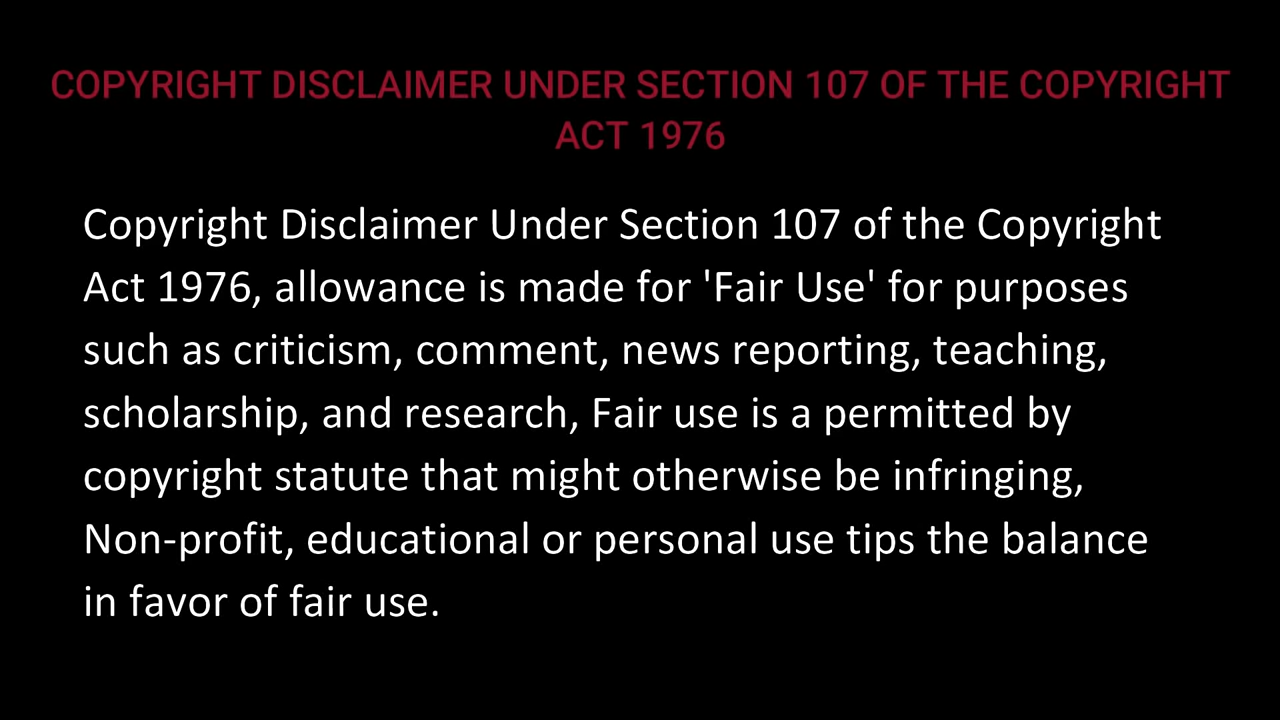 COPYRIGHT DISCLAIMER UNDER SECTION 107 OF THE COPYRIGHT
ACT 1976
Copyright Disclaimer Under Section 107 of the Copyright
Act 1976, allowance is made for 'Fair Use' for purposes
such as criticism, comment, news reporting, teaching,
scholarship, and research, Fair use is a permitted by
copyright statute that might otherwise be infringing,
Non-profit, educational or personal use tips the balance
in favor of fair use.